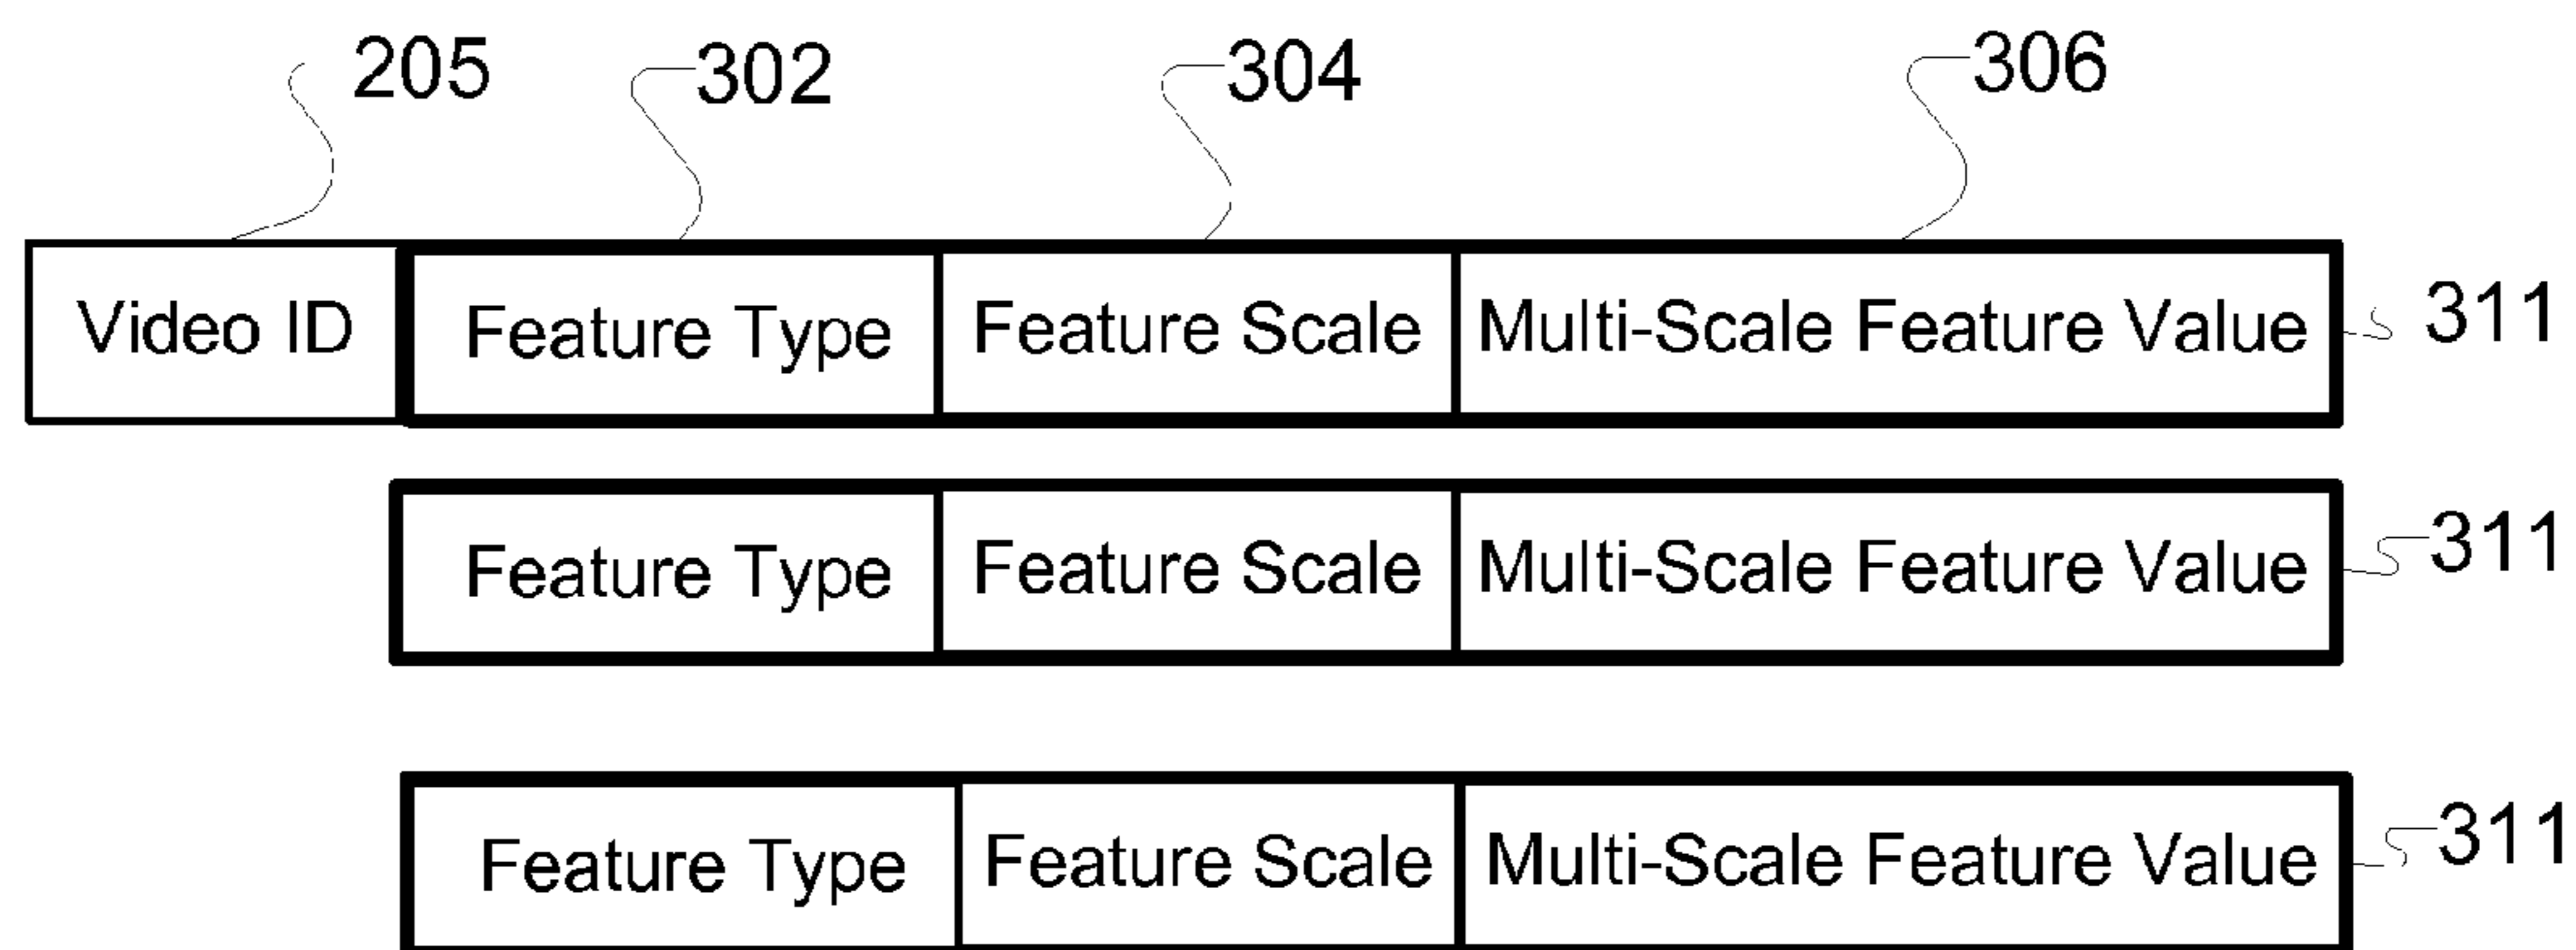 205 302 304 306
Video ID Feature Type Feature Scale Multi-Scale Feature Value 311
Feature Type Feature Scale Multi-Scale Feature Value 311
Feature Type Feature Scale Multi-Scale Feature Value 311